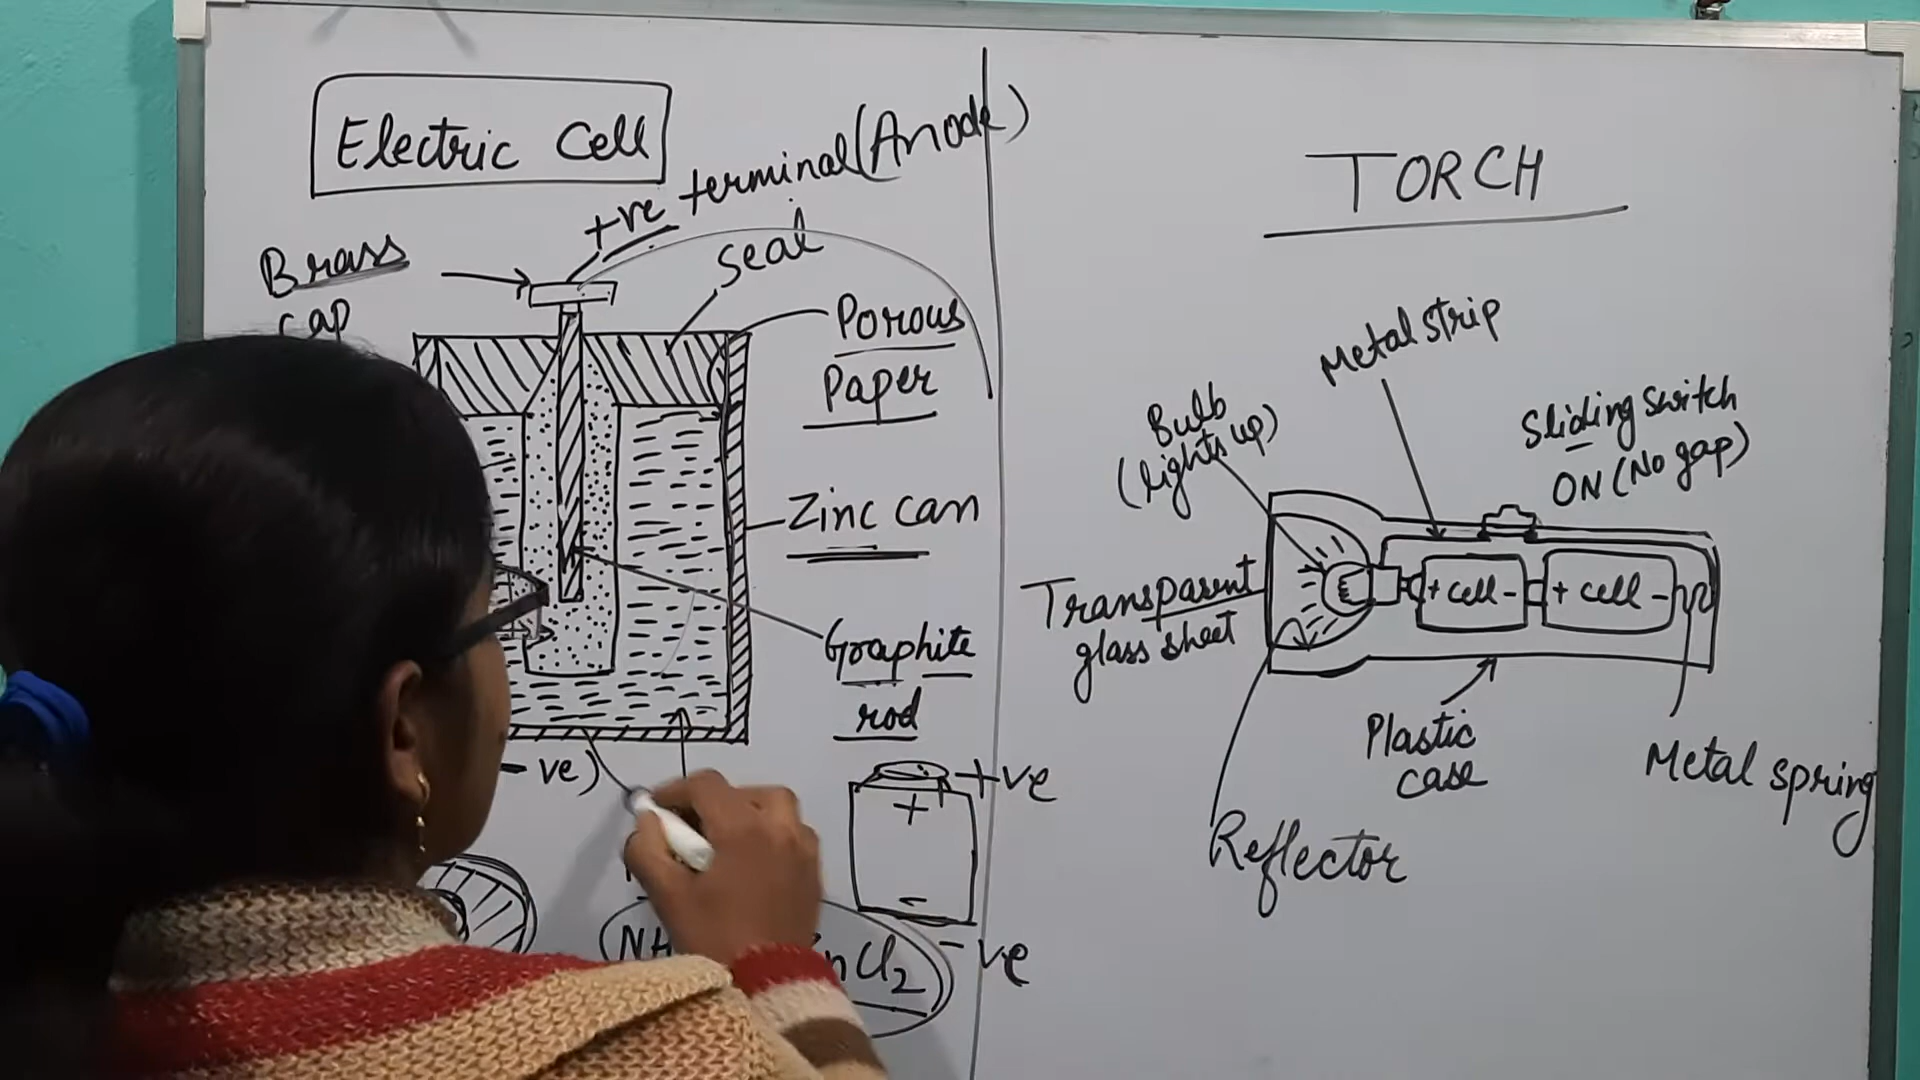 Electric Cell
+ve terminal (Anode)
Brass
cap
seal
Porous
Paper
Zinc can
Graphite
rod
- ve)
+ve
+
-
- ve
ZnCl2
TORCH
Metal strip
Bulb
(lights up)
Sliding switch
ON (No gap)
Transparent
glass sheet
+ cell -
+ cell -
Plastic
case
Metal spring
Reflector